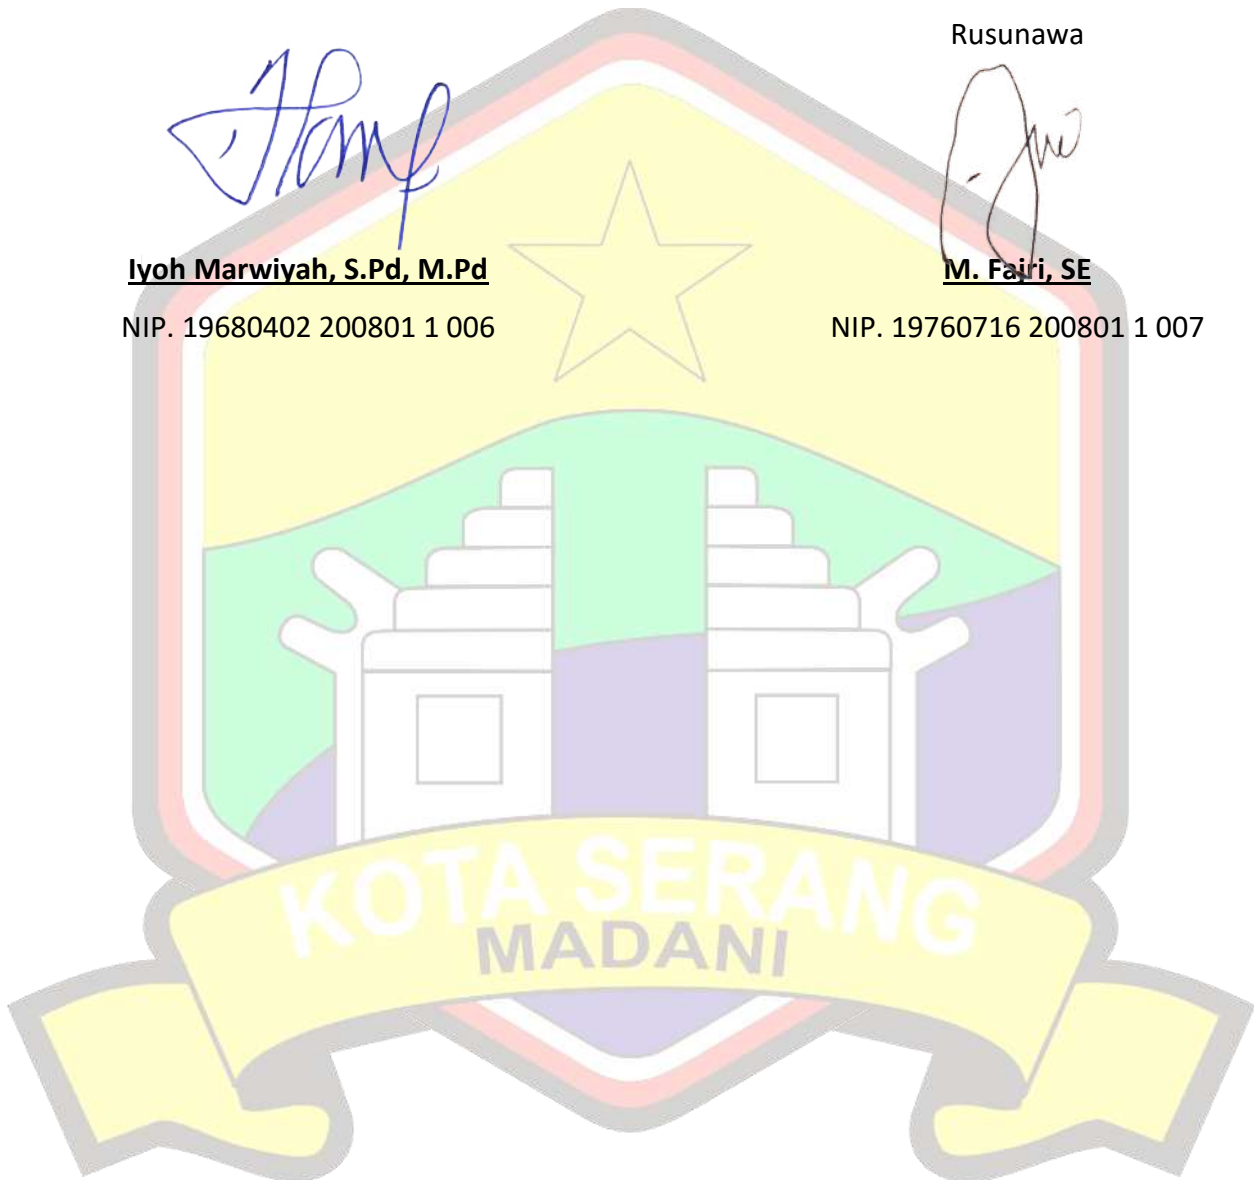 Rusunawa
Iyoh Marwiyah, S.Pd, M.Pd
M. Fajri, SE
NIP. 19680402 200801 1 006
NIP. 19760716 200801 1 007
KOTA SERANG
MADANI